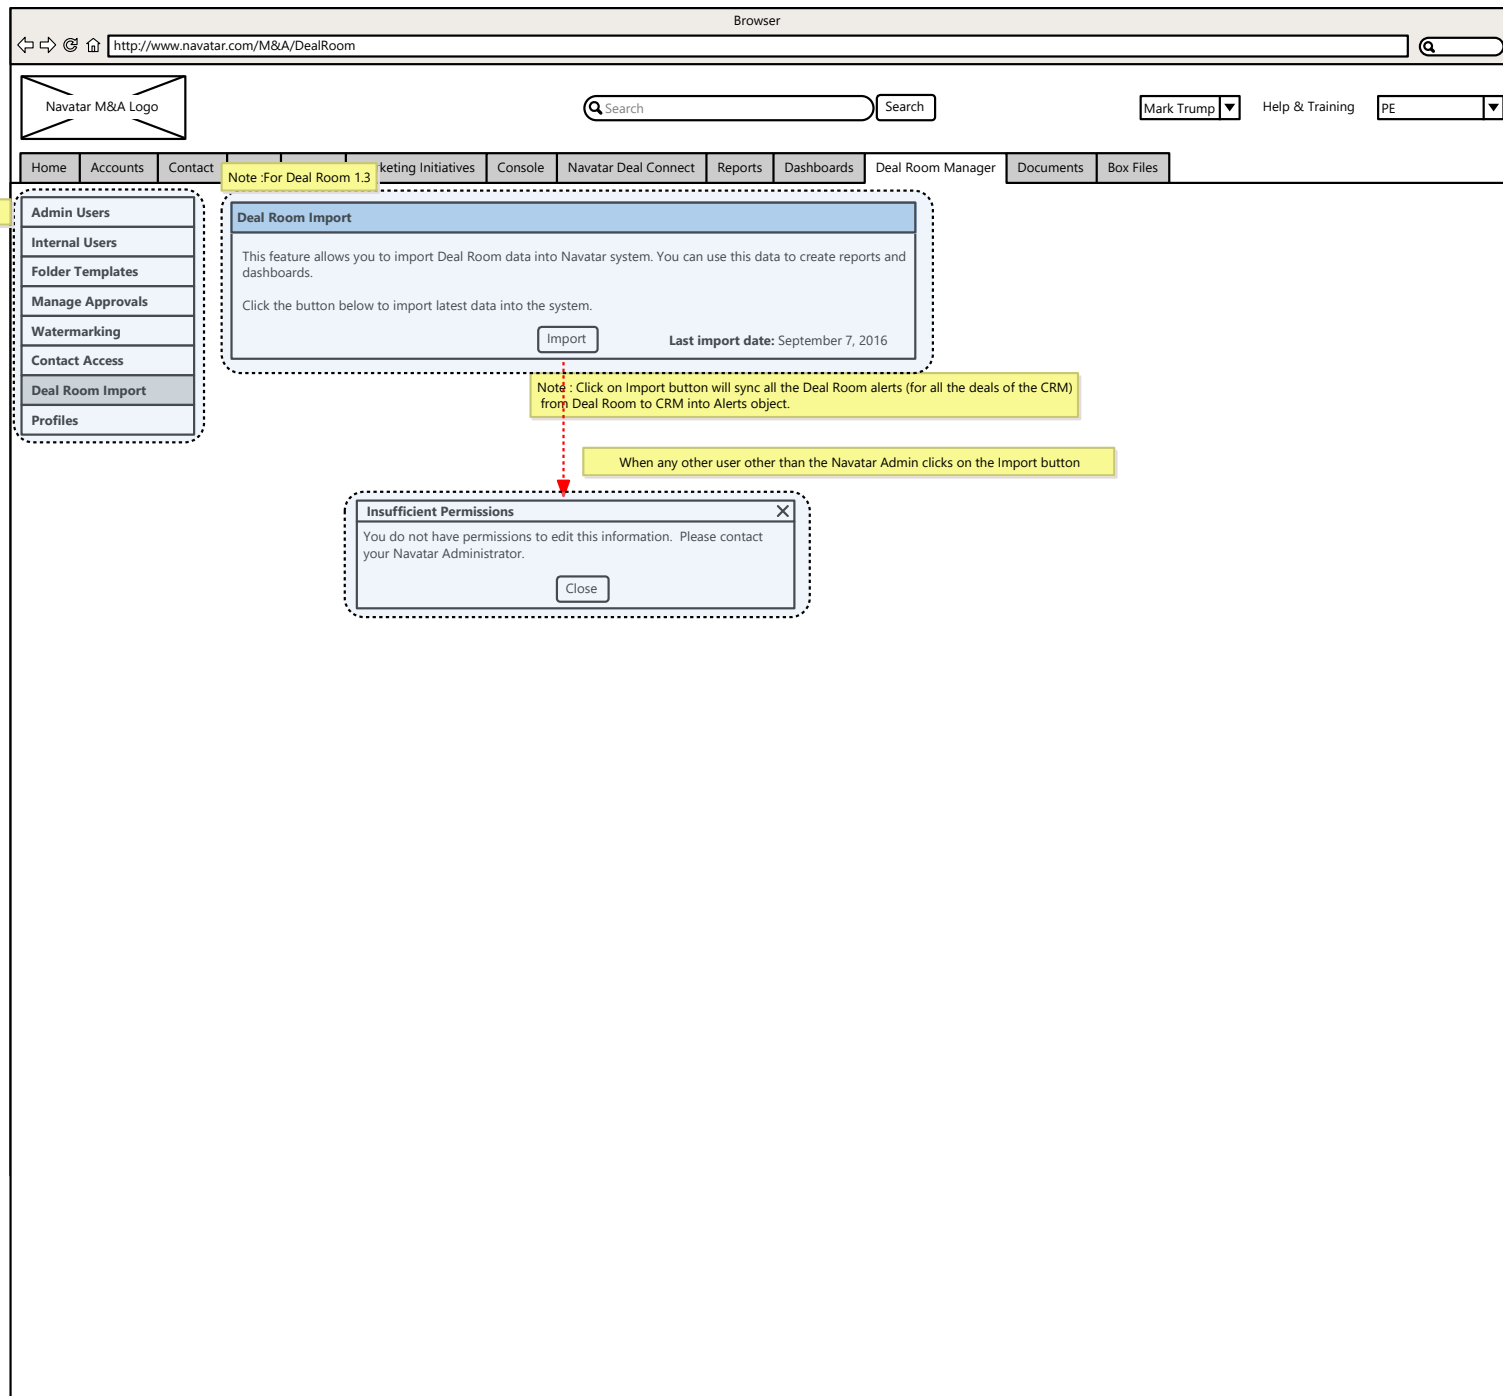 Browser
http://www.navatar.com/M&A/DealRoom
Navatar M&A Logo
Search
Search
Mark Trump
Help & Training
PE
Home
Accounts
Contact
Note :For Deal Room 1.3
keting Initiatives
Console
Navatar Deal Connect
Reports
Dashboards
Deal Room Manager
Documents
Box Files
Admin Users
Internal Users
Folder Templates
Manage Approvals
Watermarking
Contact Access
Deal Room Import
Profiles
Deal Room Import
This feature allows you to import Deal Room data into Navatar system. You can use this data to create reports and
dashboards.
Click the button below to import latest data into the system.
Import
Last import date: September 7, 2016
Note : Click on Import button will sync all the Deal Room alerts (for all the deals of the CRM)
from Deal Room to CRM into Alerts object.
When any other user other than the Navatar Admin clicks on the Import button
Insufficient Permissions
You do not have permissions to edit this information.  Please contact
your Navatar Administrator.
Close